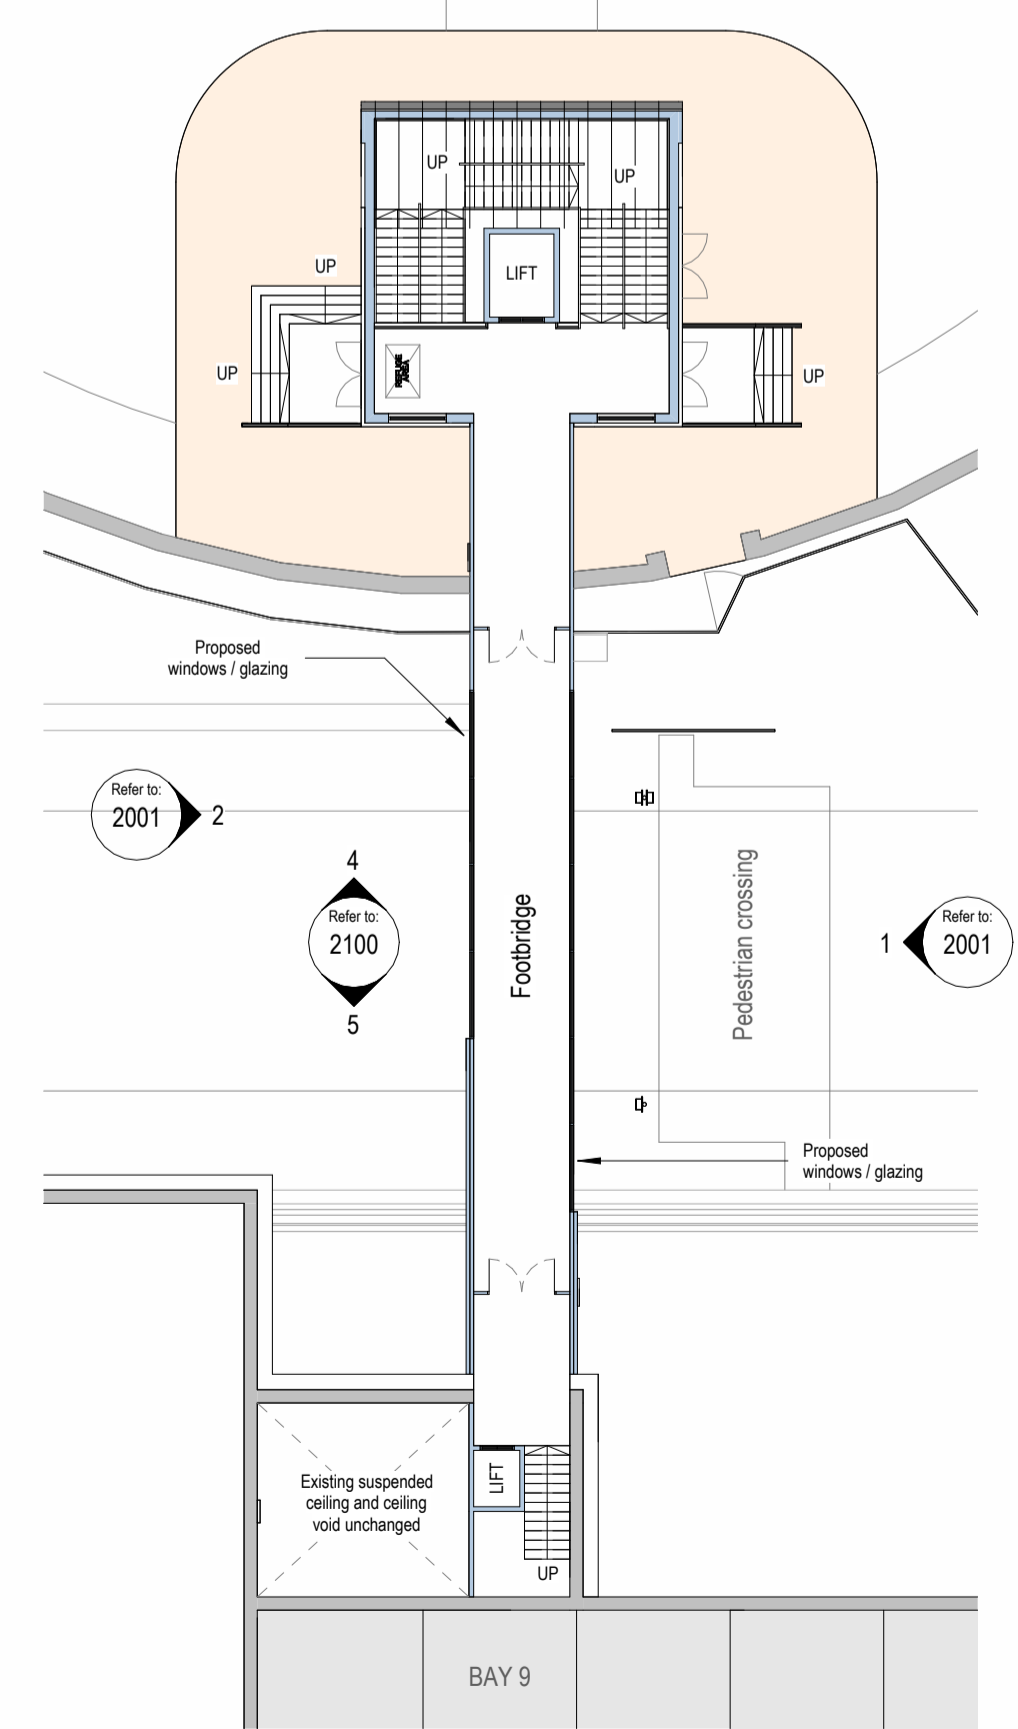 UP
UP
UP
LIFT
REFUGE
AREA
UP
UP
Proposed
windows / glazing
Refer to:
2001
2
4
Refer to:
2100
5
Footbridge
Pedestrian crossing
1
Refer to:
2001
Proposed
windows / glazing
Existing suspended
ceiling and ceiling
void unchanged
LIFT
UP
BAY 9